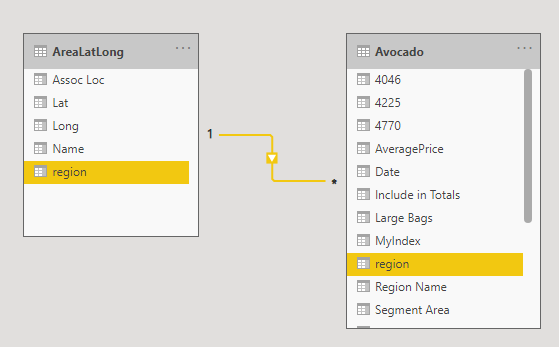 AreaLatLong
Assoc Loc
Lat
Long
Name
region
1
*
Avocado
4046
4225
4770
AveragePrice
Date
Include in Totals
Large Bags
MyIndex
region
Region Name
Segment Area